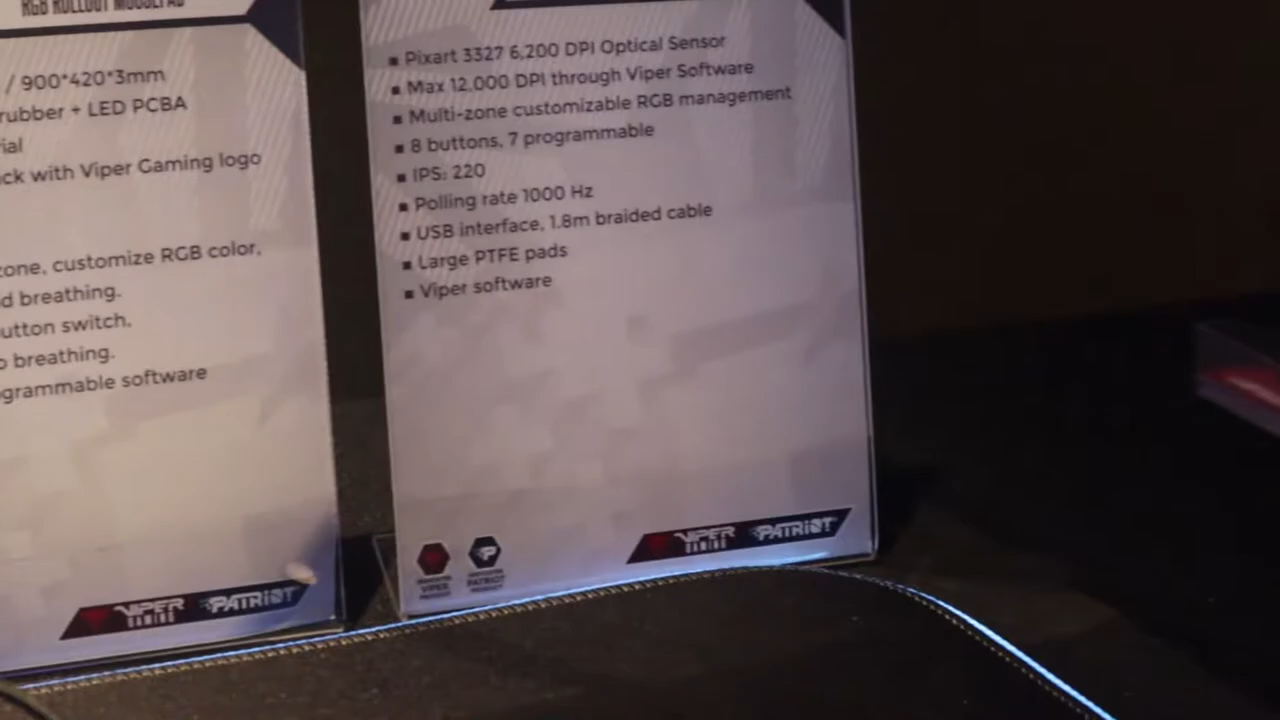 RGB ROLLOUT MOUSEPAD
/ 900*420*3mm
rubber + LED PCBA
ial
ck with Viper Gaming logo
zone, customize RGB color,
d breathing.
utton switch.
o breathing.
grammable software
VIPER GAMING PATRIOT
▪ Pixart 3327 6,200 DPI Optical Sensor
▪ Max 12,000 DPI through Viper Software
▪ Multi-zone customizable RGB management
▪ 8 buttons, 7 programmable
▪ IPS: 220
▪ Polling rate 1000 Hz
▪ USB interface, 1.8m braided cable
▪ Large PTFE pads
▪ Viper software
VIPER
PATRIOT
VIPER GAMING PATRIOT